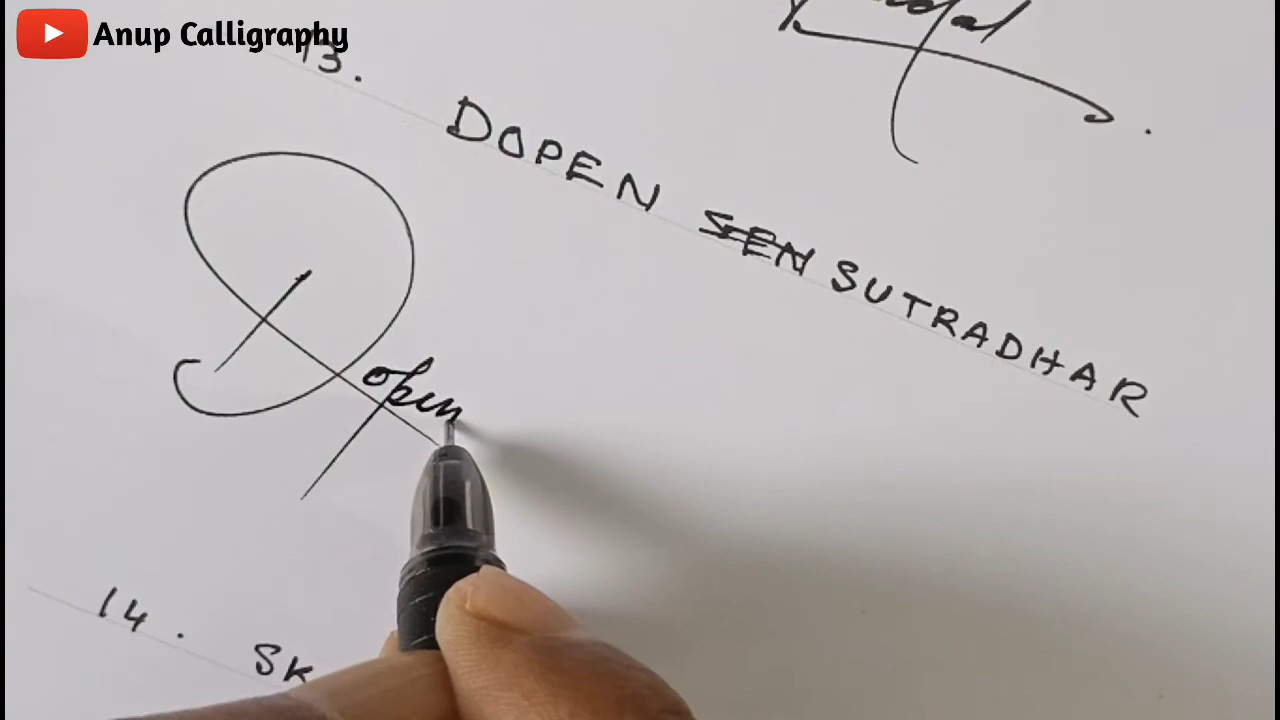 Anup Calligraphy
13.
DOPEN SEN SUTRADHAR
Dopen
14. SK